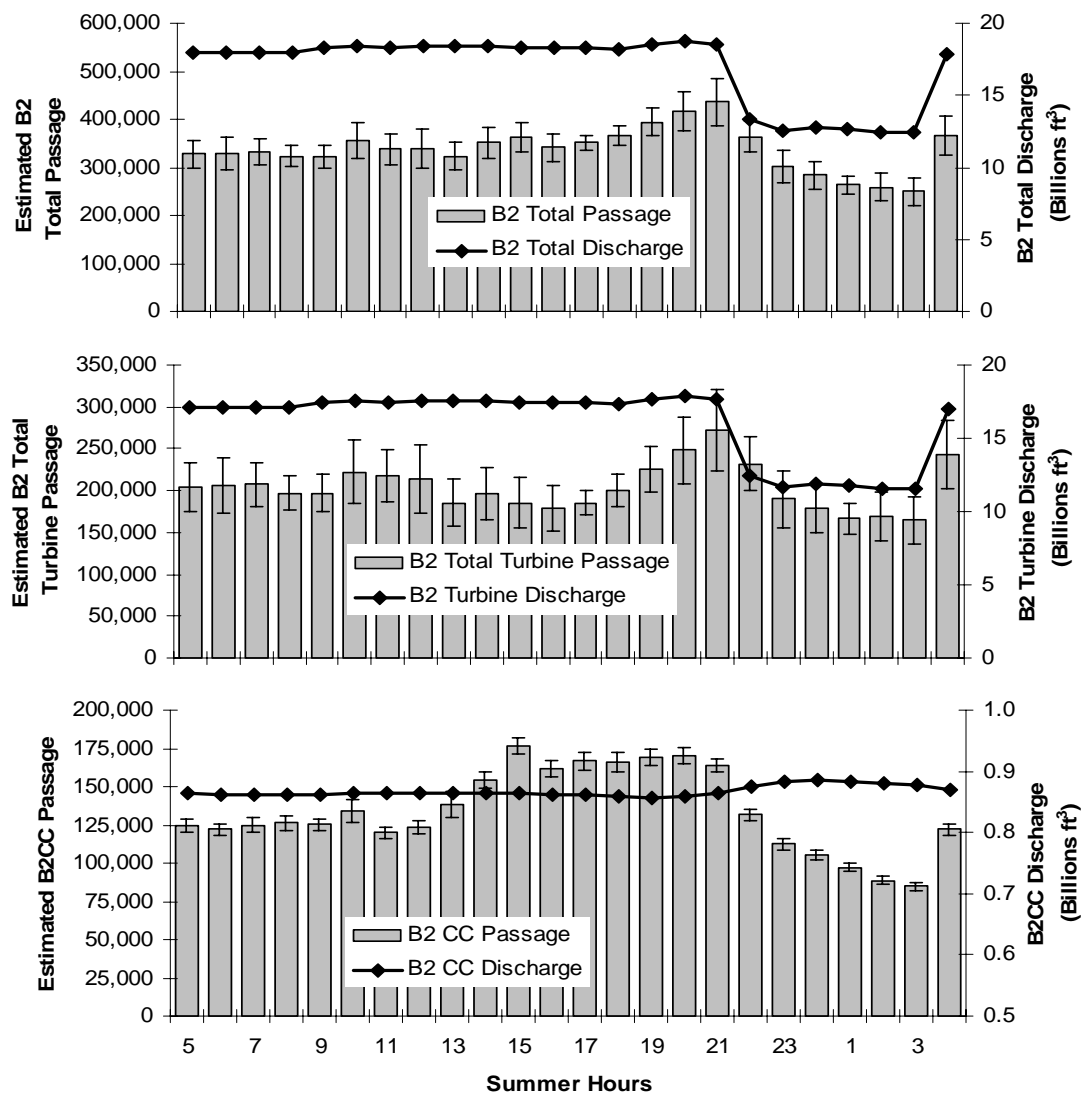 600,000
500,000
400,000
300,000
200,000
100,000
0
Estimated B2
Total Passage
20
15
10
5
0
B2 Total Discharge
(Billions ft³)
B2 Total Passage
B2 Total Discharge
350,000
300,000
250,000
200,000
150,000
100,000
50,000
0
Estimated B2 Total
Turbine Passage
20
15
10
5
0
B2 Turbine Discharge
(Billions ft³)
B2 Total Turbine Passage
B2 Turbine Discharge
200,000
175,000
150,000
125,000
100,000
75,000
50,000
25,000
0
Estimated B2CC Passage
1.0
0.9
0.8
0.7
0.6
0.5
B2CC Discharge
(Billions ft³)
B2 CC Passage
B2 CC Discharge
5 7 9 11 13 15 17 19 21 23 1 3
Summer Hours